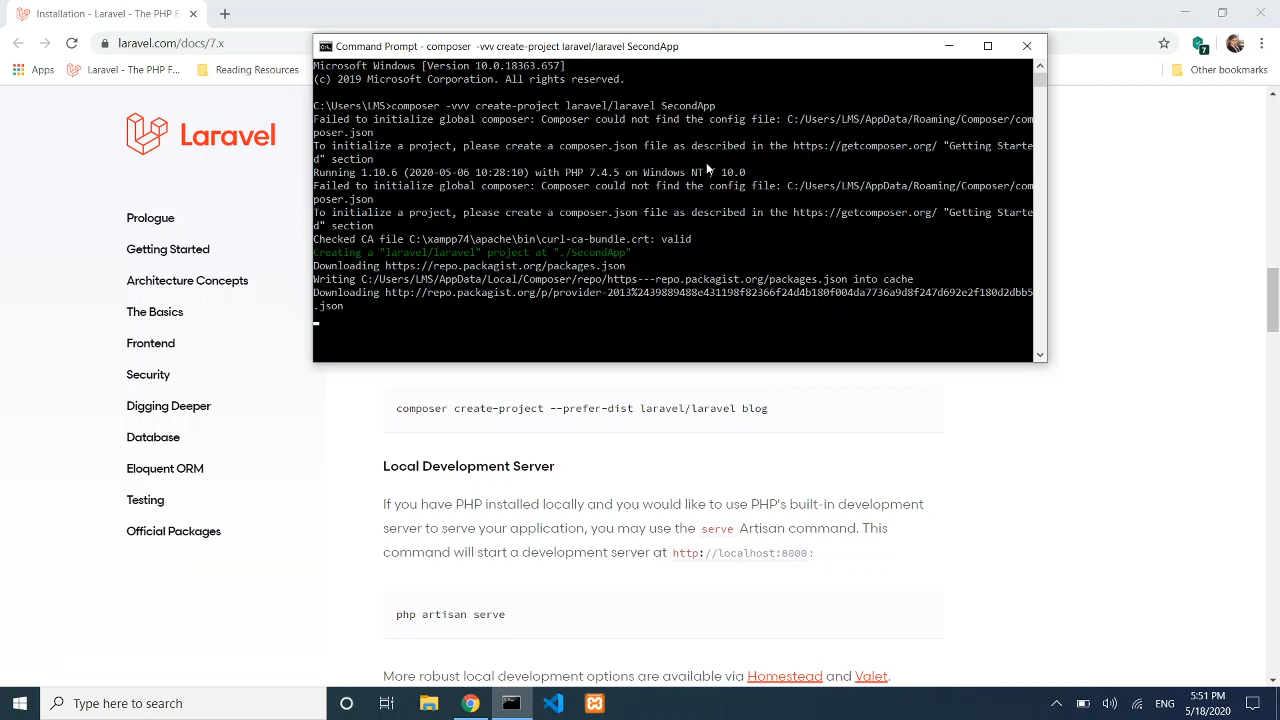 Installation - The PHP F
laravel.com/docs/7.x
Apps
Laravel - The PHP F...
Reading Resources
Other bookmarks
Command Prompt - composer -vvv create-project laravel/laravel SecondApp
Microsoft Windows [Version 10.0.18363.657]
(c) 2019 Microsoft Corporation. All rights reserved.
C:\Users\LMS>composer -vvv create-project laravel/laravel SecondApp
Failed to initialize global composer: Composer could not find the config file: C:/Users/LMS/AppData/Roaming/Composer/com
poser.json
To initialize a project, please create a composer.json file as described in the https://getcomposer.org/ "Getting Starte
d" section
Running 1.10.6 (2020-05-06 10:28:10) with PHP 7.4.5 on Windows NT / 10.0
Failed to initialize global composer: Composer could not find the config file: C:/Users/LMS/AppData/Roaming/Composer/com
poser.json
To initialize a project, please create a composer.json file as described in the https://getcomposer.org/ "Getting Starte
d" section
Checked CA file C:\xampp74\apache\bin\curl-ca-bundle.crt: valid
Creating a "laravel/laravel" project at "./SecondApp"
Downloading https://repo.packagist.org/packages.json
Writing C:/Users/LMS/AppData/Local/Composer/repo/https---repo.packagist.org/packages.json into cache
Downloading http://repo.packagist.org/p/provider-2013%2439889488e431198f82366f24d4b180f004da7736a9d8f247d692e2f180d2dbb5
.json
Laravel
Prologue
Getting Started
Architecture Concepts
The Basics
Frontend
Security
Digging Deeper
Database
Eloquent ORM
Testing
Official Packages
composer create-project --prefer-dist laravel/laravel blog
Local Development Server
If you have PHP installed locally and you would like to use PHP's built-in development
server to serve your application, you may use the serve Artisan command. This
command will start a development server at http://localhost:8000:
php artisan serve
More robust local development options are available via Homestead and Valet.
Type here to search
ENG
5:51 PM
5/18/2020